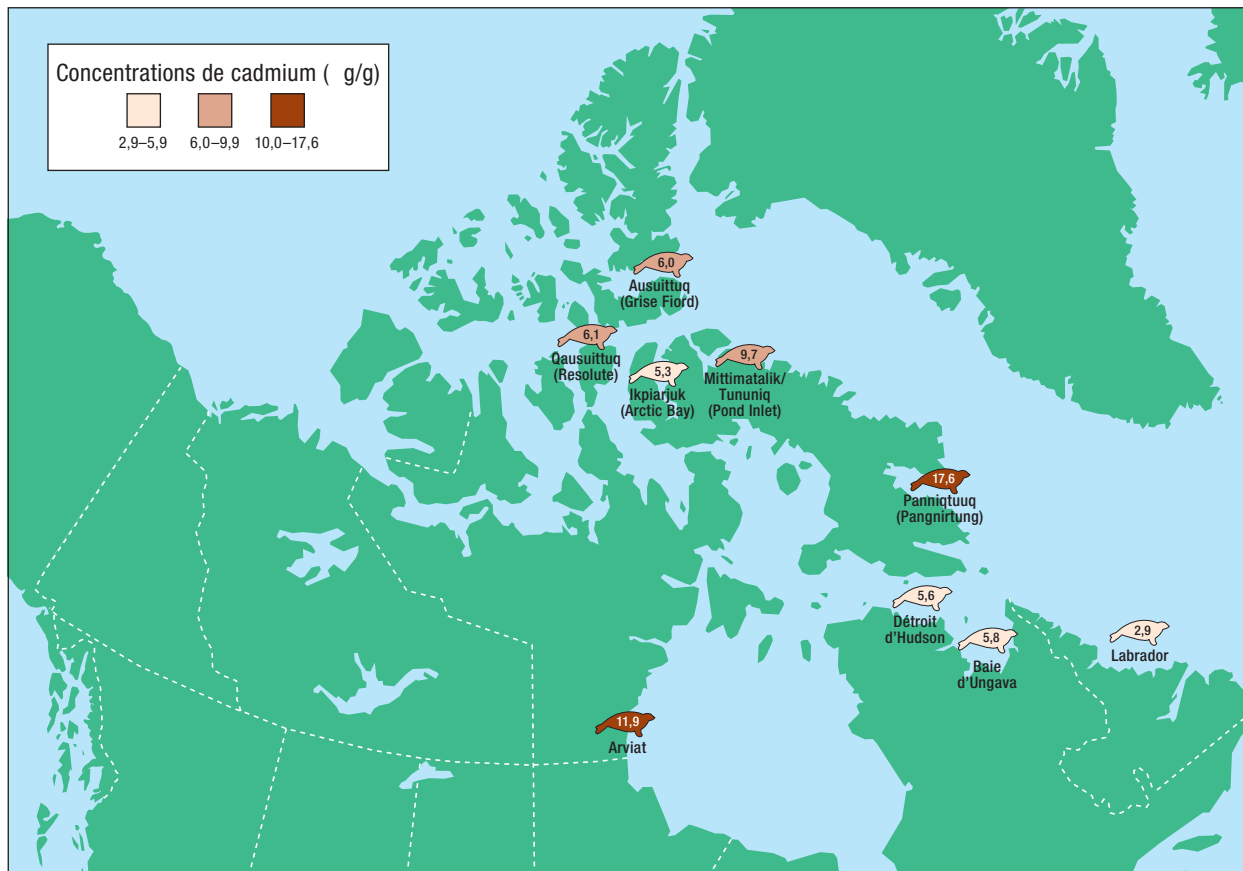 Concentrations de cadmium ( g/g)
2,9–5,9 6,0–9,9 10,0–17,6
6,0
Ausuittuq
(Grise Fiord)
6,1
Qausuittuq
(Resolute)
5,3
Ikpiarjuk
(Arctic Bay)
9,7
Mittimatalik/
Tununiq
(Pond Inlet)
17,6
Panniqtuuq
(Pangnirtung)
5,6
Détroit
d'Hudson
5,8
Baie
d'Ungava
2,9
Labrador
11,9
Arviat